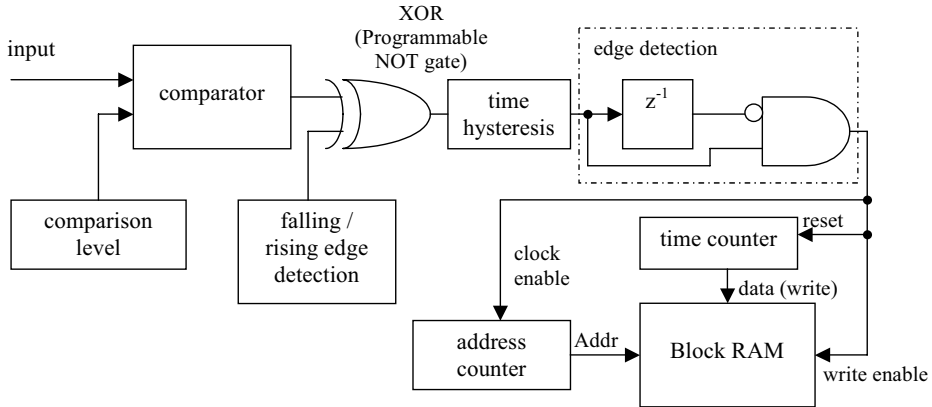 XOR
(Programmable
NOT gate)
input
edge detection
comparator
time
hysteresis
z⁻¹
comparison
level
falling /
rising edge
detection
clock
enable
time counter
reset
data (write)
address
counter
Addr
Block RAM
write enable